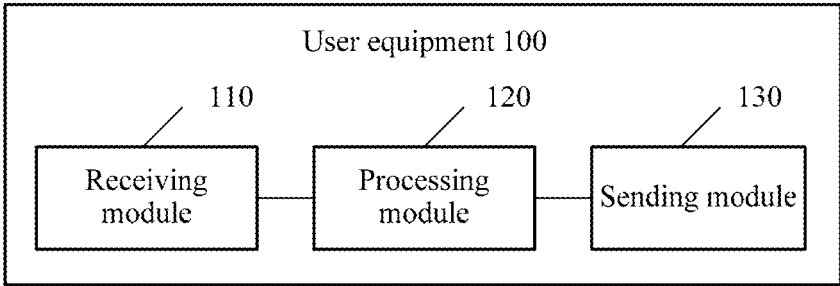 User equipment 100
110
120
130
Receiving
module
Processing
module
Sending module